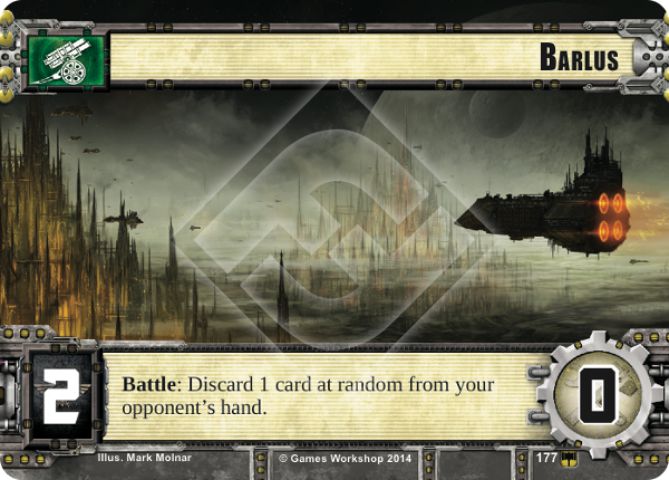 Barlus
2
Battle: Discard 1 card at random from your
opponent's hand.
0
Illus. Mark Molnar
© Games Workshop 2014
177